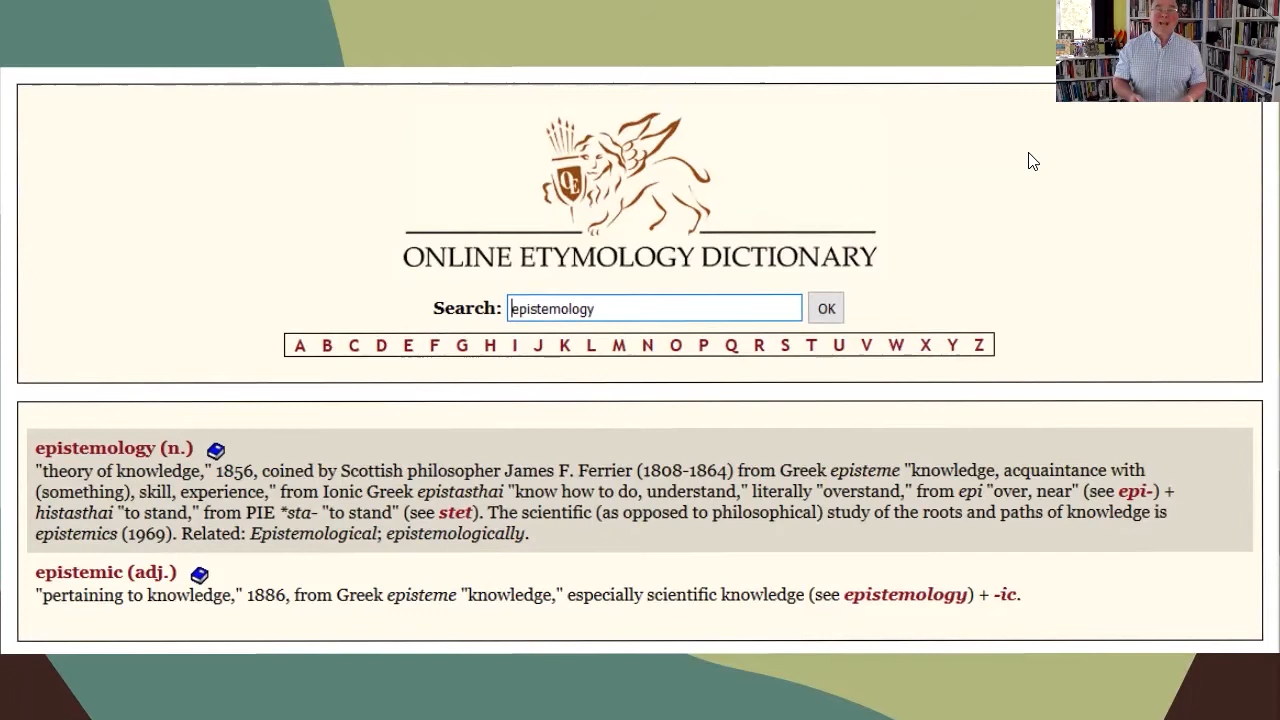 OE
ONLINE ETYMOLOGY DICTIONARY
Search: epistemology OK
A B C D E F G H I J K L M N O P Q R S T U V W X Y Z
epistemology (n.)
"theory of knowledge," 1856, coined by Scottish philosopher James F. Ferrier (1808-1864) from Greek episteme "knowledge, acquaintance with
(something), skill, experience," from Ionic Greek epistasthai "know how to do, understand," literally "overstand," from epi "over, near" (see epi-) +
histasthai "to stand," from PIE *sta- "to stand" (see stet). The scientific (as opposed to philosophical) study of the roots and paths of knowledge is
epistemics (1969). Related: Epistemological; epistemologically.
epistemic (adj.)
"pertaining to knowledge," 1886, from Greek episteme "knowledge," especially scientific knowledge (see epistemology) + -ic.